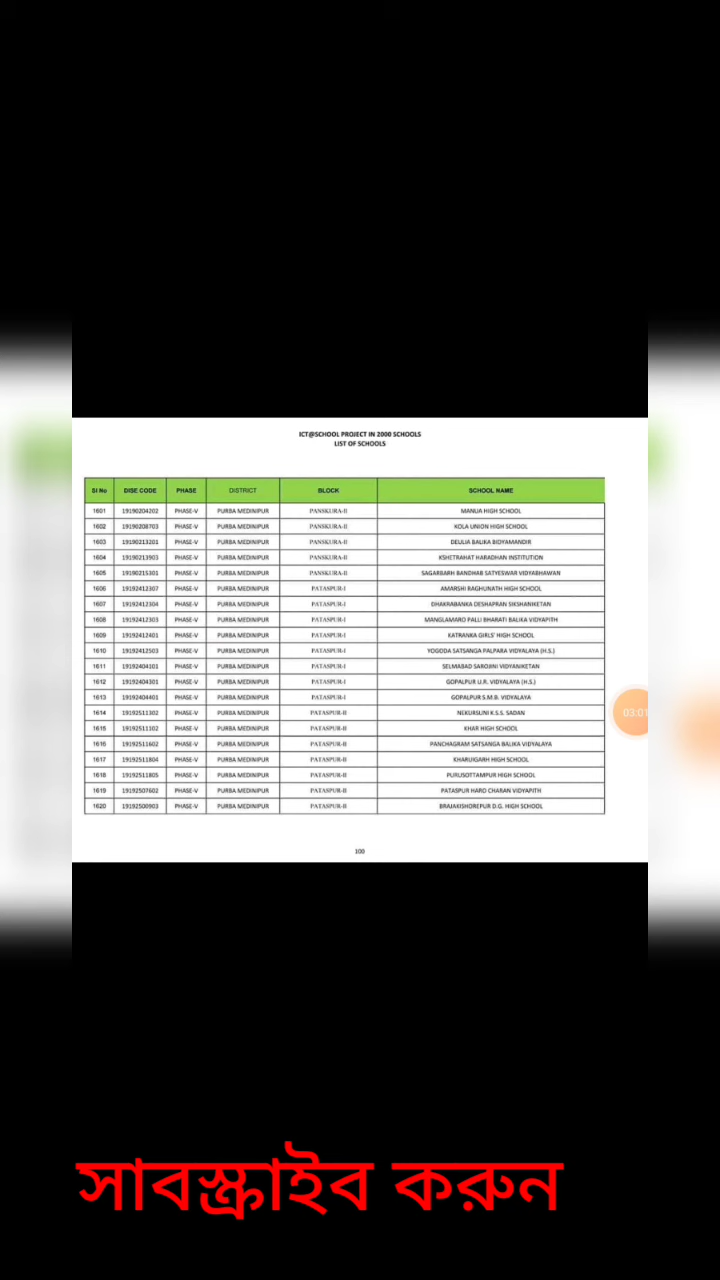 ICT@SCHOOL PROJECT IN 2000 SCHOOLS
LIST OF SCHOOLS
Sl No DISE CODE PHASE DISTRICT BLOCK SCHOOL NAME
1601 19190204202 PHASE-V PURBA MEDINIPUR PANSKURA-II MANUA HIGH SCHOOL
1602 19190208703 PHASE-V PURBA MEDINIPUR PANSKURA-II KOLA UNION HIGH SCHOOL
1603 19190213201 PHASE-V PURBA MEDINIPUR PANSKURA-II DEULIA BALIKA BIDYAMANDIR
1604 19190213903 PHASE-V PURBA MEDINIPUR PANSKURA-II KSHETRAHAT HARADHAN INSTITUTION
1605 19190215301 PHASE-V PURBA MEDINIPUR PANSKURA-II SAGARBARH BANDHAB SATYESWAR VIDYABHAWAN
1606 19192412307 PHASE-V PURBA MEDINIPUR PATASPUR-I AMARSHI RAGHUNATH HIGH SCHOOL
1607 19192412304 PHASE-V PURBA MEDINIPUR PATASPUR-I DHAKRABANKA DESHAPRAN SIKSHANIKETAN
1608 19192412303 PHASE-V PURBA MEDINIPUR PATASPUR-I MANGLAMARO PALLI BHARATI BALIKA VIDYAPITH
1609 19192412401 PHASE-V PURBA MEDINIPUR PATASPUR-I KATRANKA GIRLS' HIGH SCHOOL
1610 19192412503 PHASE-V PURBA MEDINIPUR PATASPUR-I YOGODA SATSANGA PALPARA VIDYALAYA (H.S.)
1611 19192404101 PHASE-V PURBA MEDINIPUR PATASPUR-I SELMABAD SAROJINI VIDYANIKETAN
1612 19192404301 PHASE-V PURBA MEDINIPUR PATASPUR-I GOPALPUR U.R. VIDYALAYA (H.S.)
1613 19192404401 PHASE-V PURBA MEDINIPUR PATASPUR-I GOPALPUR S.M.B. VIDYALAYA
1614 19192511302 PHASE-V PURBA MEDINIPUR PATASPUR-II NEKURSUNI K.S.S. SADAN
1615 19192511102 PHASE-V PURBA MEDINIPUR PATASPUR-II KHAR HIGH SCHOOL
1616 19192511602 PHASE-V PURBA MEDINIPUR PATASPUR-II PANCHAGRAM SATSANGA BALIKA VIDYALAYA
1617 19192511804 PHASE-V PURBA MEDINIPUR PATASPUR-II KHARUIGARH HIGH SCHOOL
1618 19192511805 PHASE-V PURBA MEDINIPUR PATASPUR-II PURUSOTTAMPUR HIGH SCHOOL
1619 19192507602 PHASE-V PURBA MEDINIPUR PATASPUR-II PATASPUR HARO CHARAN VIDYAPITH
1620 19192500903 PHASE-V PURBA MEDINIPUR PATASPUR-II BRAJAKISHOREPUR D.G. HIGH SCHOOL
03:01
100
সাবস্ক্রাইব করুন